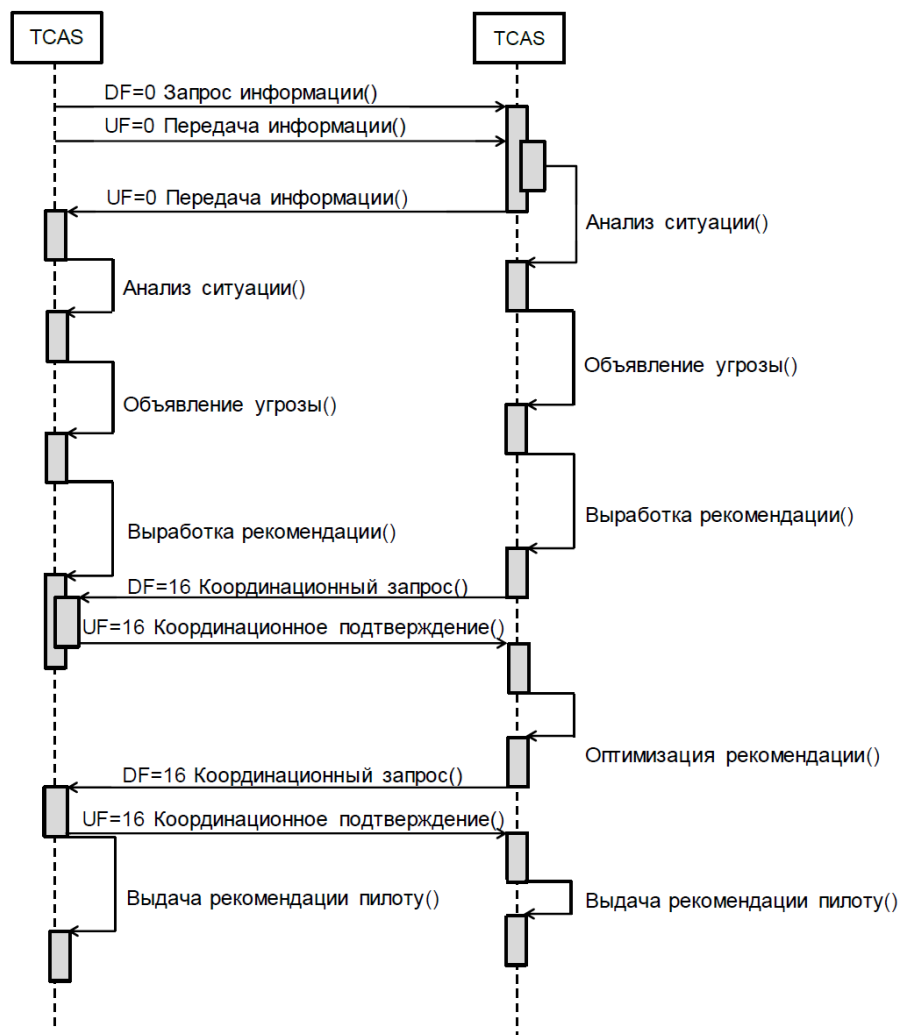 TCAS
TCAS
DF=0 Запрос информации()
UF=0 Передача информации()
UF=0 Передача информации()
Анализ ситуации()
Анализ ситуации()
Объявление угрозы()
Объявление угрозы()
Выработка рекомендации()
Выработка рекомендации()
DF=16 Координационный запрос()
UF=16 Координационное подтверждение()
Оптимизация рекомендации()
DF=16 Координационный запрос()
UF=16 Координационное подтверждение()
Выдача рекомендации пилоту()
Выдача рекомендации пилоту()